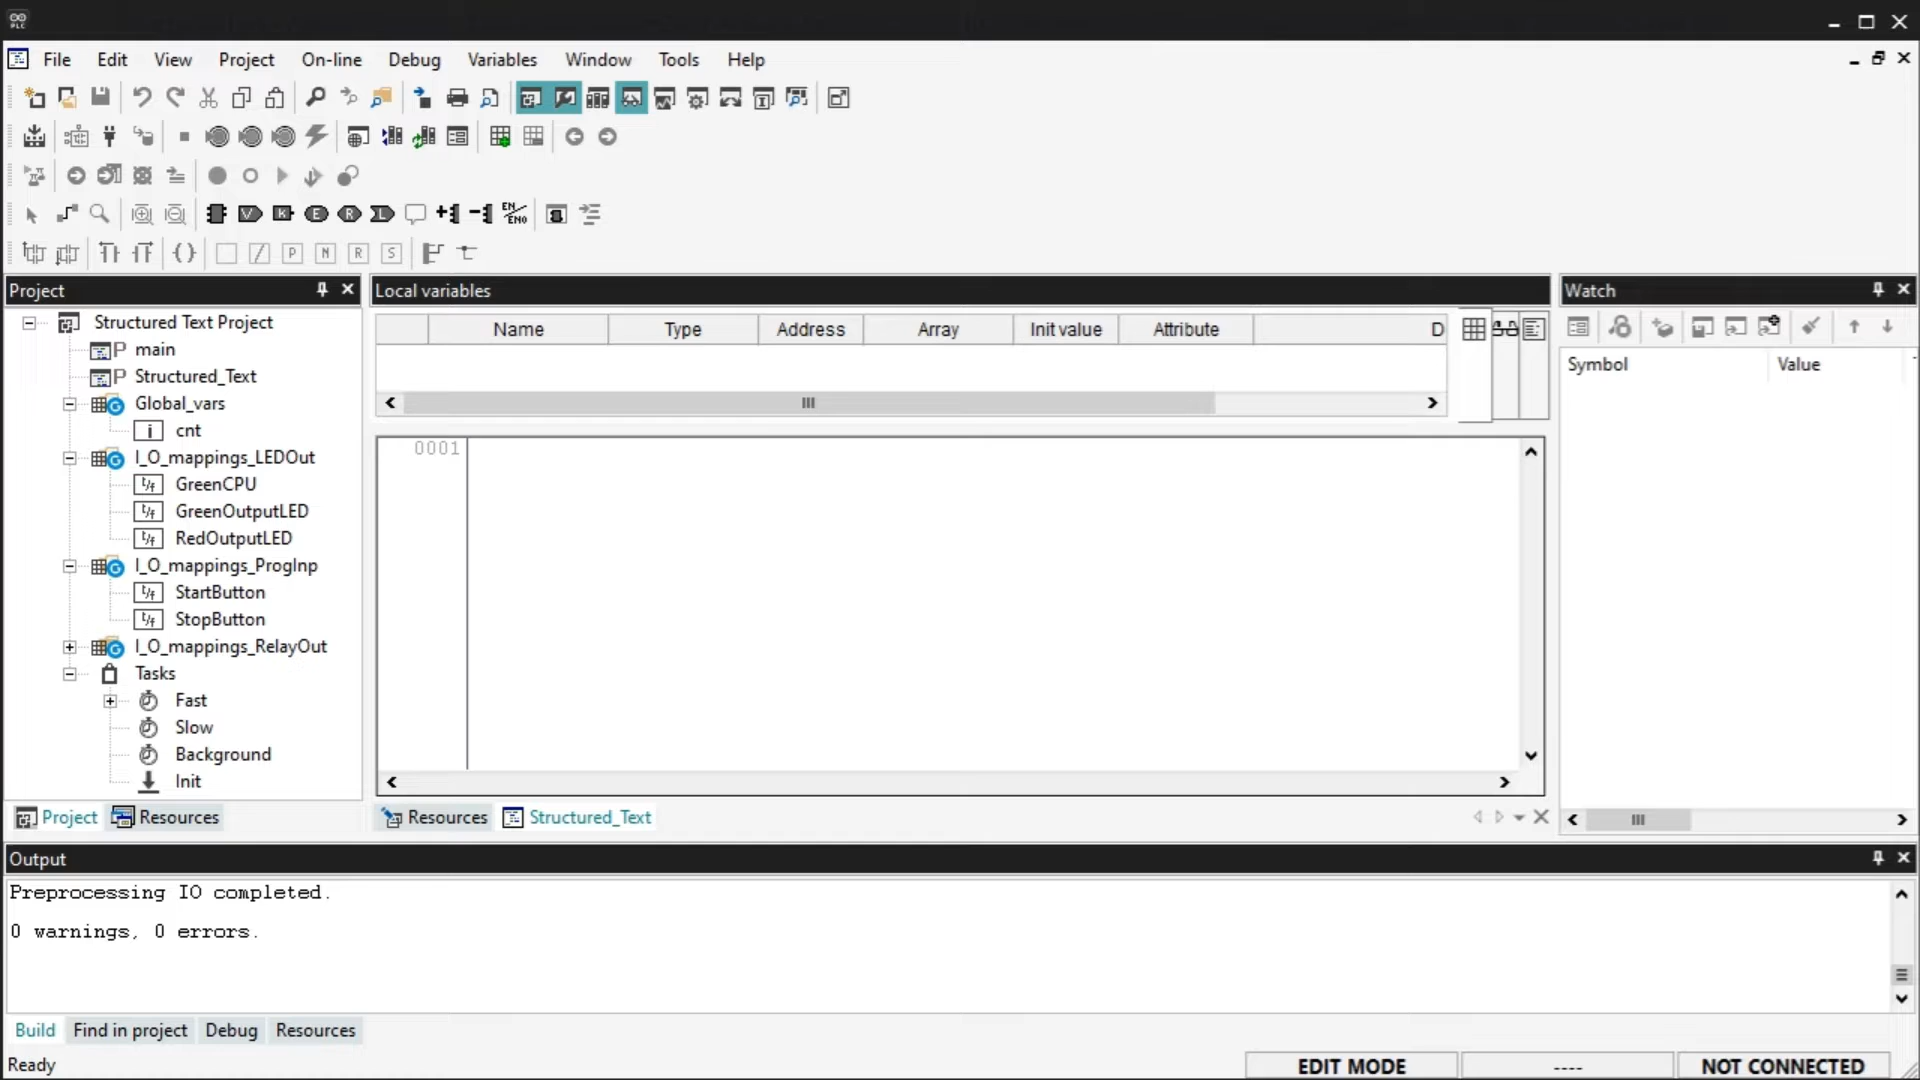 PLC
File Edit View Project On-line Debug Variables Window Tools Help
V K E R L EN/ENO
P N R S
Project
Structured Text Project
P main
P Structured_Text
Global_vars
i cnt
I_O_mappings_LEDOut
GreenCPU
GreenOutputLED
RedOutputLED
I_O_mappings_ProgInp
StartButton
StopButton
I_O_mappings_RelayOut
Tasks
Fast
Slow
Background
Init
Project Resources
Local variables
Name Type Address Array Init value Attribute D
0001
Resources Structured_Text
Watch
Symbol Value
Output
Preprocessing IO completed.
0 warnings, 0 errors.
Build Find in project Debug Resources
Ready EDIT MODE ---- NOT CONNECTED